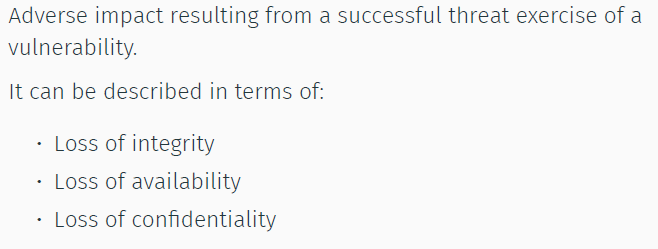 Adverse impact resulting from a successful threat exercise of a
vulnerability.
It can be described in terms of:
• Loss of integrity
• Loss of availability
• Loss of confidentiality